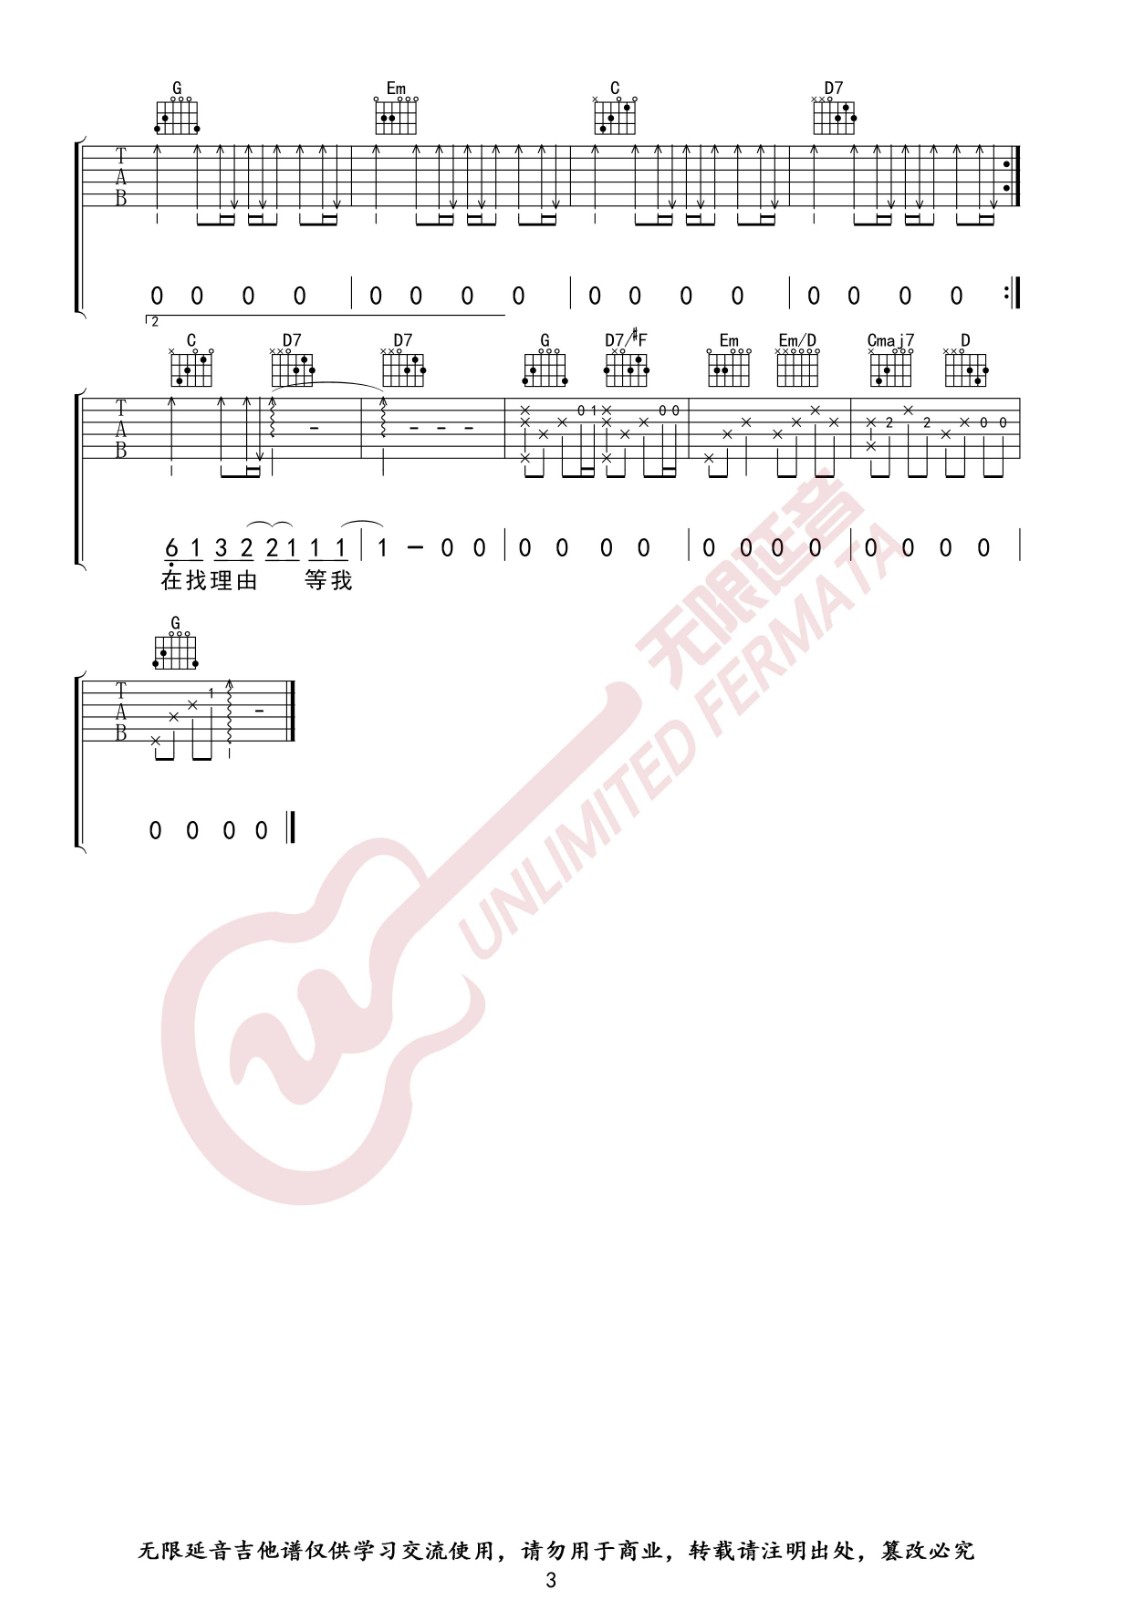 G Em C D7
T
A
B
0 0 0 0 0 0 0 0 0 0 0 0 0 0 0 0
2
C D7 D7 G D7/#F Em Em/D Cmaj7 D
T
A
B
- - - -
0 1 0 0 2 2 0 0
6 1 3 2 2 1 1 1 1 - 0 0 0 0 0 0 0 0 0 0 0 0 0 0
在找理由 等我
G
T
A
B
1 -
0 0 0 0
无限延音
UNLIMITED FERMATA
无限延音吉他谱仅供学习交流使用，请勿用于商业，转载请注明出处，篡改必究
3